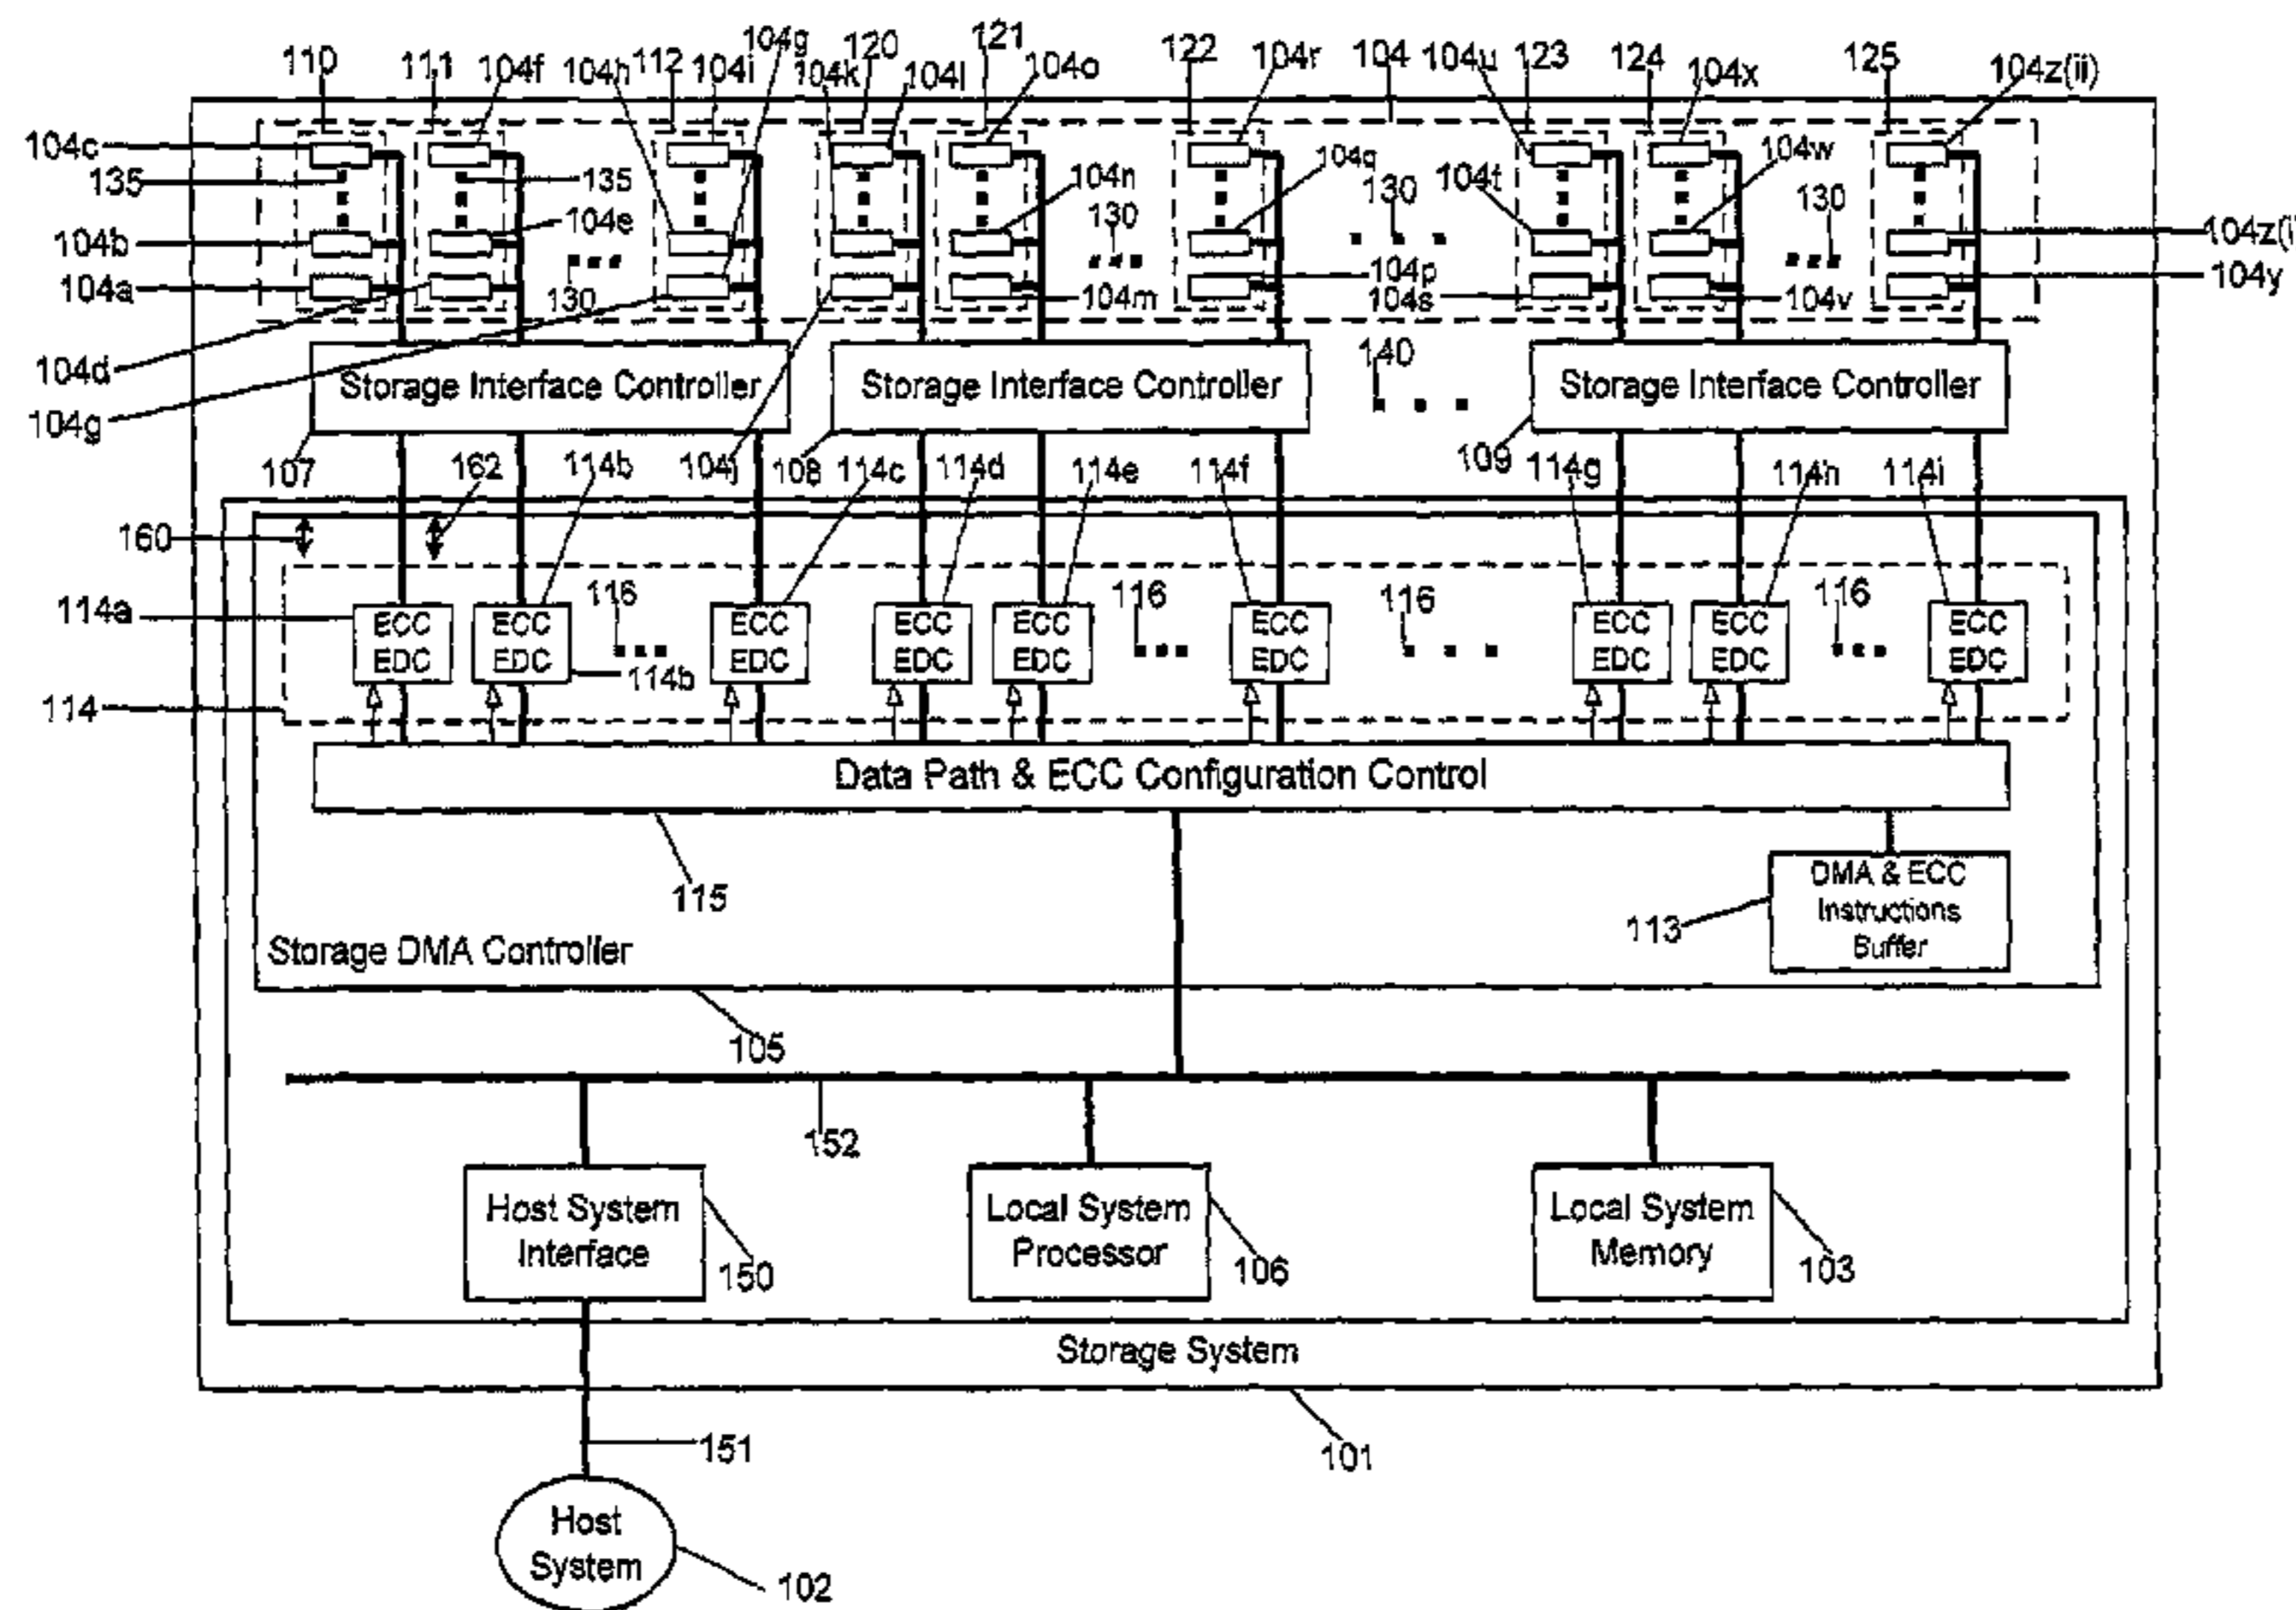 110 111 104f 104h 112 104i 104g 104k 120 104l 121 104o 122 104r 104 104u 123 124 104x 125 104z(ii)
104c
135 135 104n 104q 130 104t 104w 130
104b 104e 130 104z(i
104a 130 104m 104p 104s 104v 104y
104d 140
Storage Interface Controller Storage Interface Controller Storage Interface Controller
104g
107 162 114b 104j 108 114c 114d 114e 114f 109 114g 114h 114i
160
114a 116 116 116 116
ECC ECC ECC ECC ECC ECC ECC ECC ECC
EDC EDC EDC EDC EDC EDC EDC EDC EDC
114b
114
Data Path & ECC Configuration Control
115
DMA & ECC
Instructions
Buffer
113
Storage DMA Controller
105
152
Host System
Interface
150
Local System
Processor
106
Local System
Memory
103
Storage System
151
101
Host
System
102